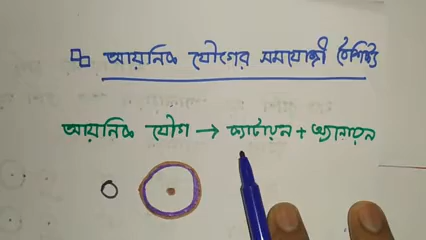 আয়নিক যৌগের সমযোজী বৈশিষ্ট্য
আয়নিক যৌগ → ক্যাটায়ন + অ্যানায়ন